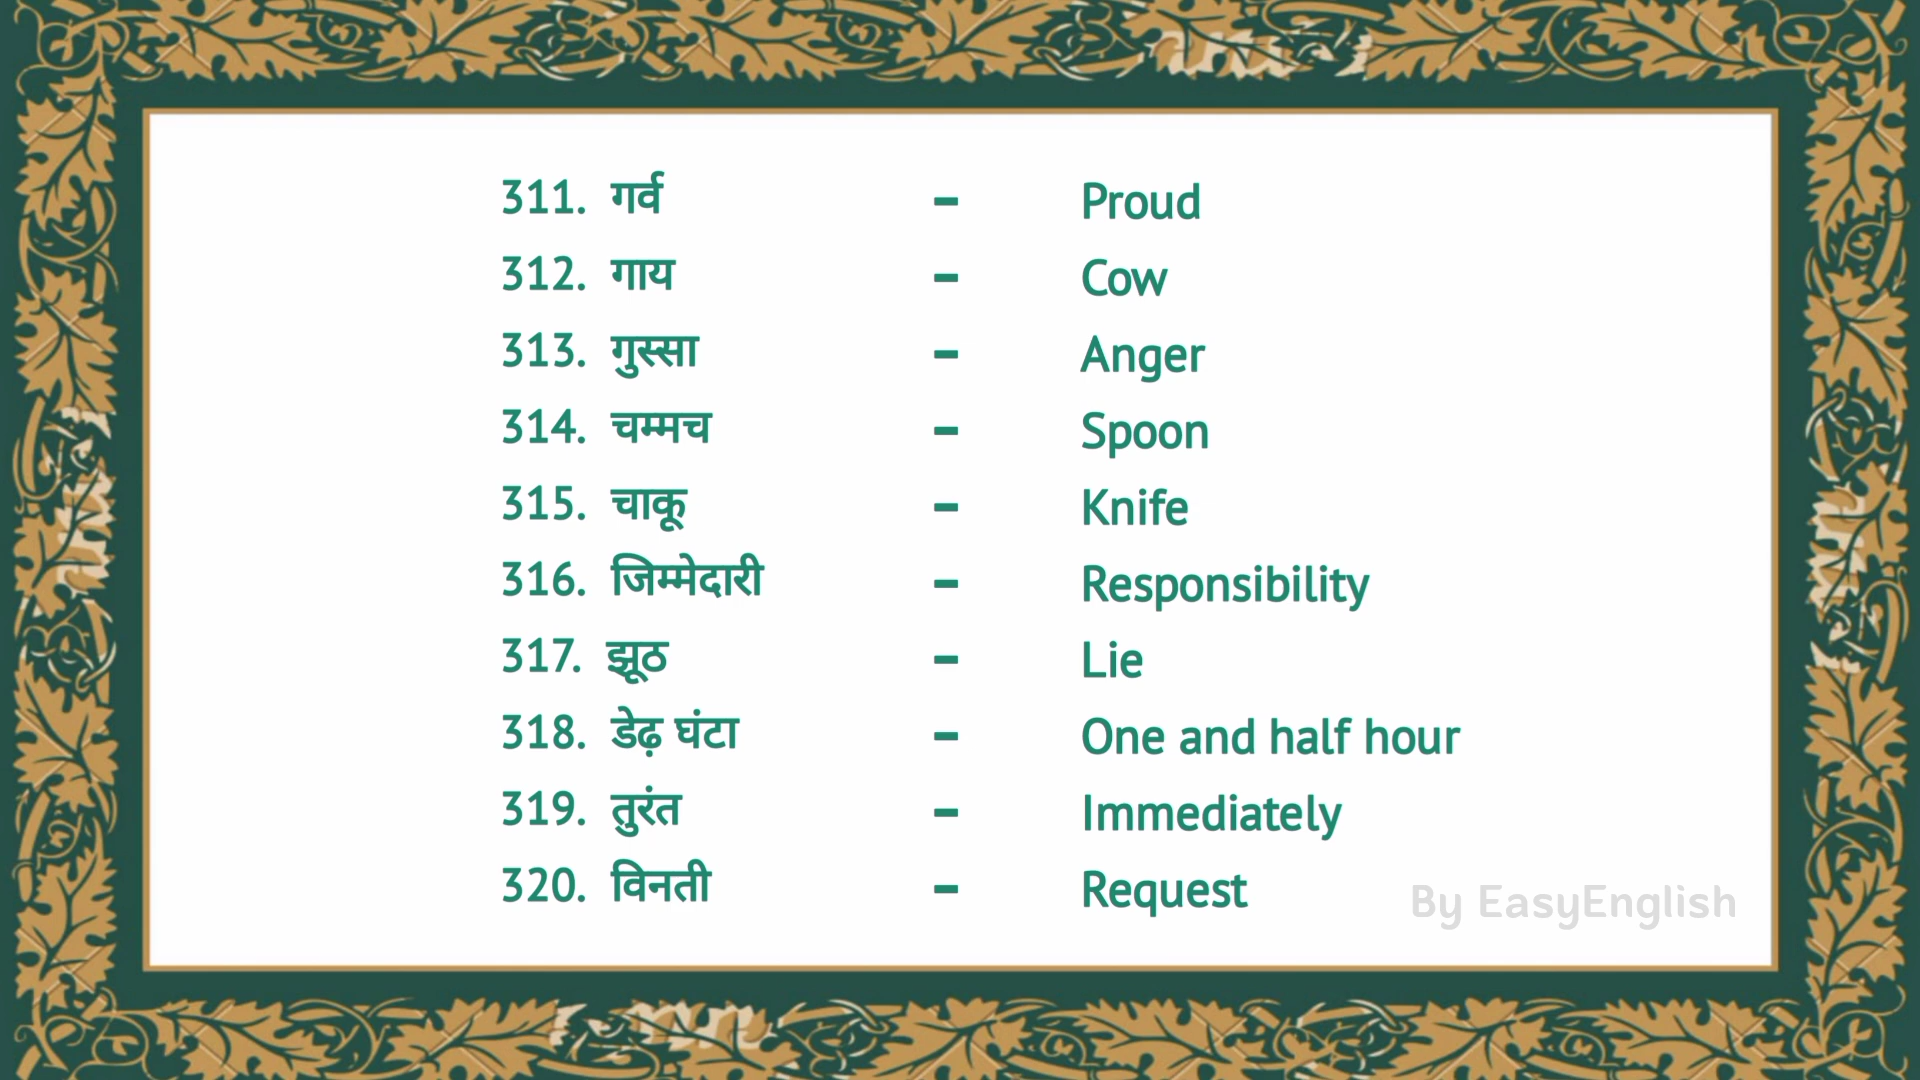 311. गर्व - Proud
312. गाय - Cow
313. गुस्सा - Anger
314. चम्मच - Spoon
315. चाकू - Knife
316. जिम्मेदारी - Responsibility
317. झूठ - Lie
318. डेढ़ घंटा - One and half hour
319. तुरंत - Immediately
320. विनती - Request
By EasyEnglish